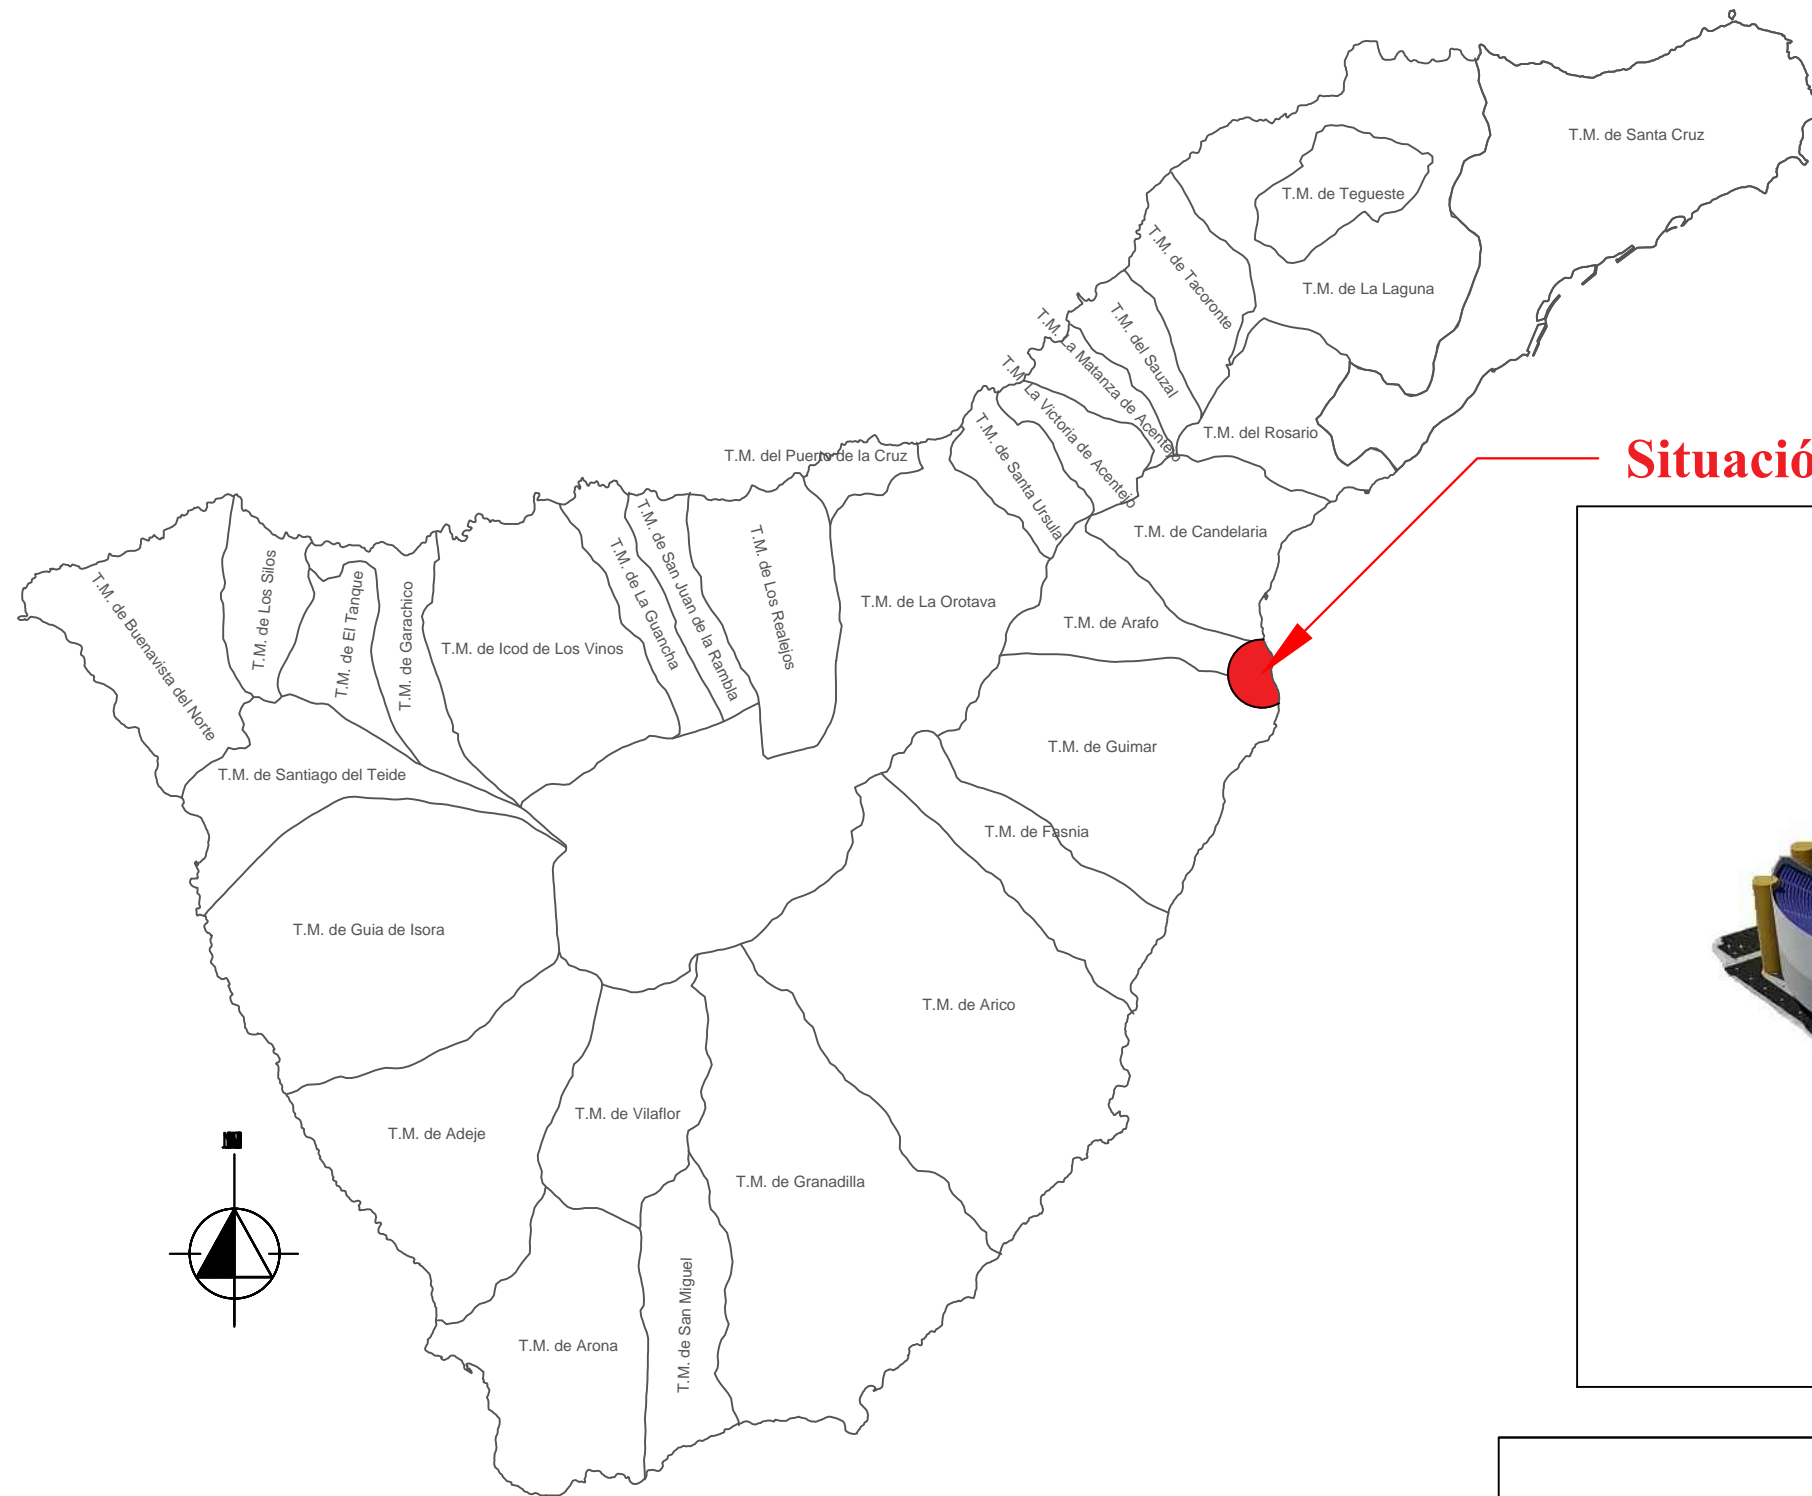 T.M. de Santa Cruz
T.M. de Tegueste
T.M. de Tacoronte
T.M. de La Laguna
T.M. del Sauzal
T.M. La Matanza de Acentejo
T.M. La Victoria de Acentejo
T.M. de Santa Ursula
T.M. del Rosario
T.M. del Puerto de la Cruz
Situació
T.M. de Candelaria
T.M. de Buenavista del Norte
T.M. de Los Silos
T.M. de El Tanque
T.M. de Garachico
T.M. de Icod de Los Vinos
T.M. de La Guancha
T.M. de San Juan de la Rambla
T.M. de Los Realejos
T.M. de La Orotava
T.M. de Arafo
T.M. de Guimar
T.M. de Santiago del Teide
T.M. de Fasnia
T.M. de Guia de Isora
T.M. de Arico
T.M. de Vilaflor
T.M. de Adeje
N
T.M. de Granadilla
T.M. de San Miguel
T.M. de Arona